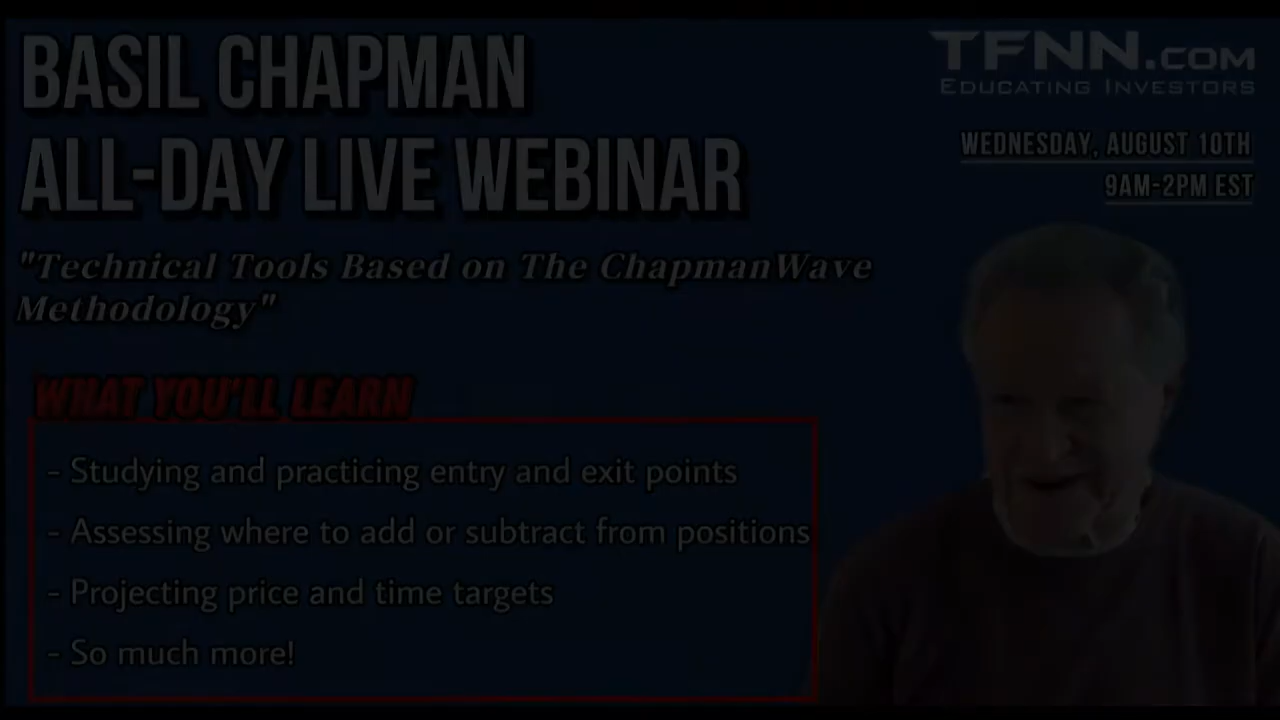 BASIL CHAPMAN
ALL-DAY LIVE WEBINAR
"Technical Tools Based on The ChapmanWave
Methodology"
TFNN.COM
EDUCATING INVESTORS
WEDNESDAY, AUGUST 10TH
9AM-2PM EST
WHAT YOU'LL LEARN
- Studying and practicing entry and exit points
- Assessing where to add or subtract from positions
- Projecting price and time targets
- So much more!